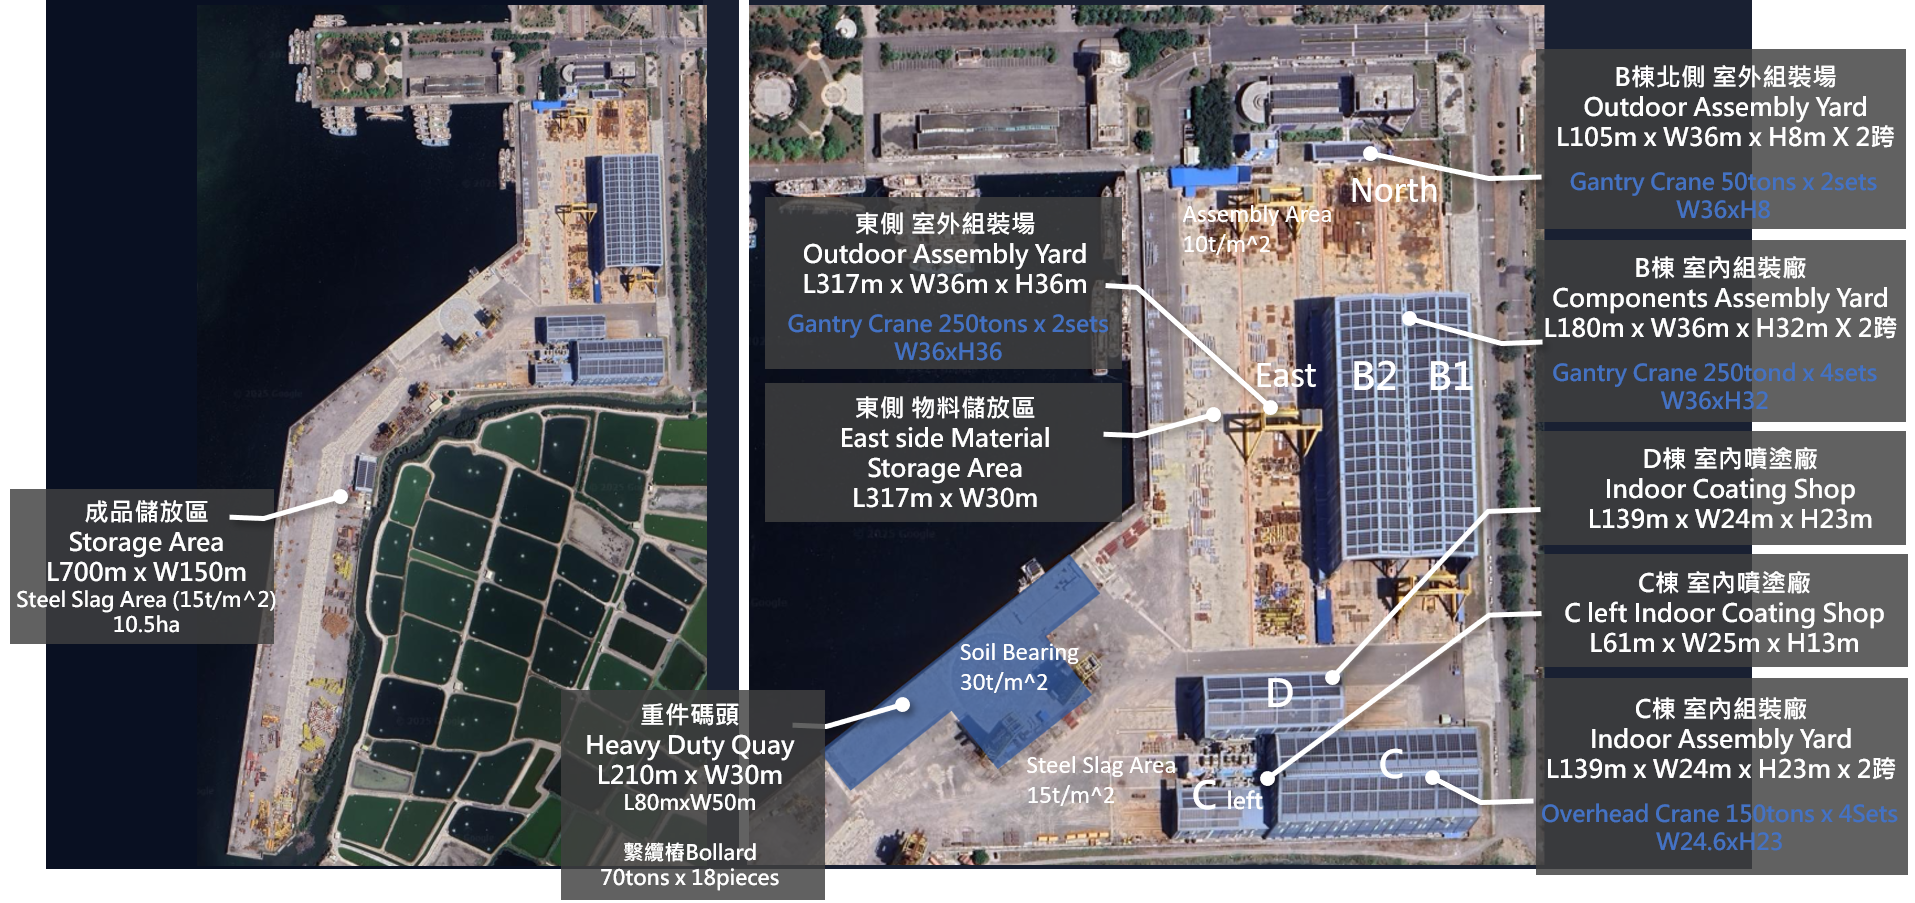 成品儲放區
Storage Area
L700m x W150m
Steel Slag Area (15t/m^2)
10.5ha
重件碼頭
Heavy Duty Quay
L210m x W30m
L80mxW50m
繫纜樁Bollard
70tons x 18pieces
東側 室外組裝場
Outdoor Assembly Yard
L317m x W36m x H36m
Gantry Crane 250tons x 2sets
W36xH36
東側 物料儲放區
East side Material
Storage Area
L317m x W30m
Assembly Area
10t/m^2
North
East
B2
B1
Soil Bearing
30t/m^2
D
Steel Slag Area
15t/m^2
C left
C
B棟北側 室外組裝場
Outdoor Assembly Yard
L105m x W36m x H8m X 2跨
Gantry Crane 50tons x 2sets
W36xH8
B棟 室內組裝廠
Components Assembly Yard
L180m x W36m x H32m X 2跨
Gantry Crane 250tond x 4sets
W36xH32
D棟 室內噴塗廠
Indoor Coating Shop
L139m x W24m x H23m
C棟 室內噴塗廠
C left Indoor Coating Shop
L61m x W25m x H13m
C棟 室內組裝廠
Indoor Assembly Yard
L139m x W24m x H23m x 2跨
Overhead Crane 150tons x 4Sets
W24.6xH23
© 2025 Google